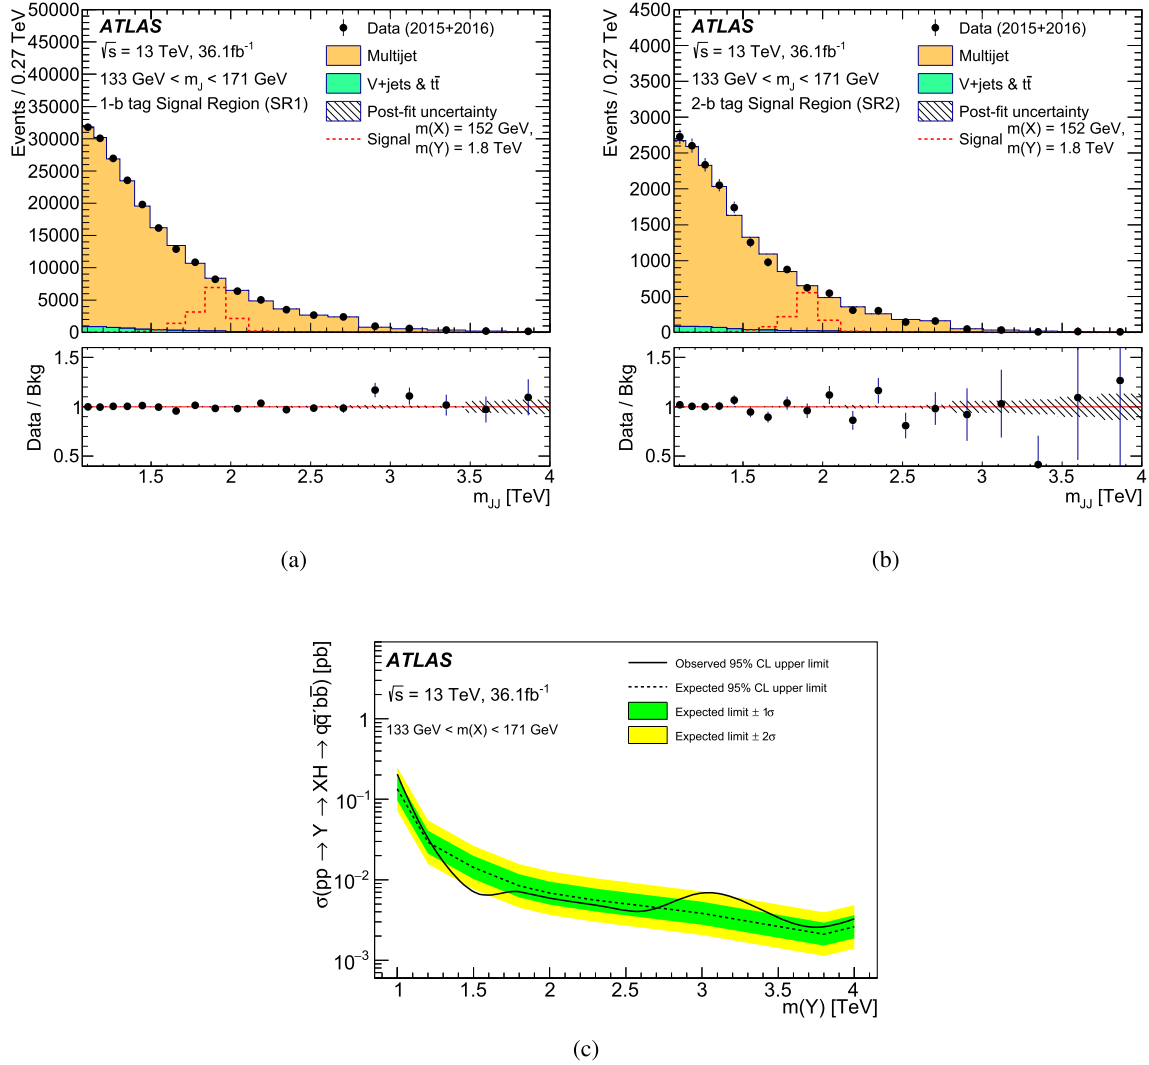 Events / 0.27 TeV
50000
45000
40000
35000
30000
25000
20000
15000
10000
5000
0
ATLAS
√s = 13 TeV, 36.1fb⁻¹
133 GeV < m_J < 171 GeV
1-b tag Signal Region (SR1)
Data (2015+2016)
Multijet
V+jets & tt̄
Post-fit uncertainty
Signal m(X) = 152 GeV,
m(Y) = 1.8 TeV
Data / Bkg
1.5
1
0.5
1.5 2 2.5 3 3.5 4
m_JJ [TeV]
(a)
Events / 0.27 TeV
4500
4000
3500
3000
2500
2000
1500
1000
500
0
ATLAS
√s = 13 TeV, 36.1fb⁻¹
133 GeV < m_J < 171 GeV
2-b tag Signal Region (SR2)
Data (2015+2016)
Multijet
V+jets & tt̄
Post-fit uncertainty
Signal m(X) = 152 GeV,
m(Y) = 1.8 TeV
Data / Bkg
1.5
1
0.5
1.5 2 2.5 3 3.5 4
m_JJ [TeV]
(b)
σ(pp → Y → XH → qq̄′bb̄) [pb]
1
10⁻¹
10⁻²
10⁻³
ATLAS
√s = 13 TeV, 36.1fb⁻¹
133 GeV < m(X) < 171 GeV
Observed 95% CL upper limit
Expected 95% CL upper limit
Expected limit ± 1σ
Expected limit ± 2σ
1 1.5 2 2.5 3 3.5 4
m(Y) [TeV]
(c)